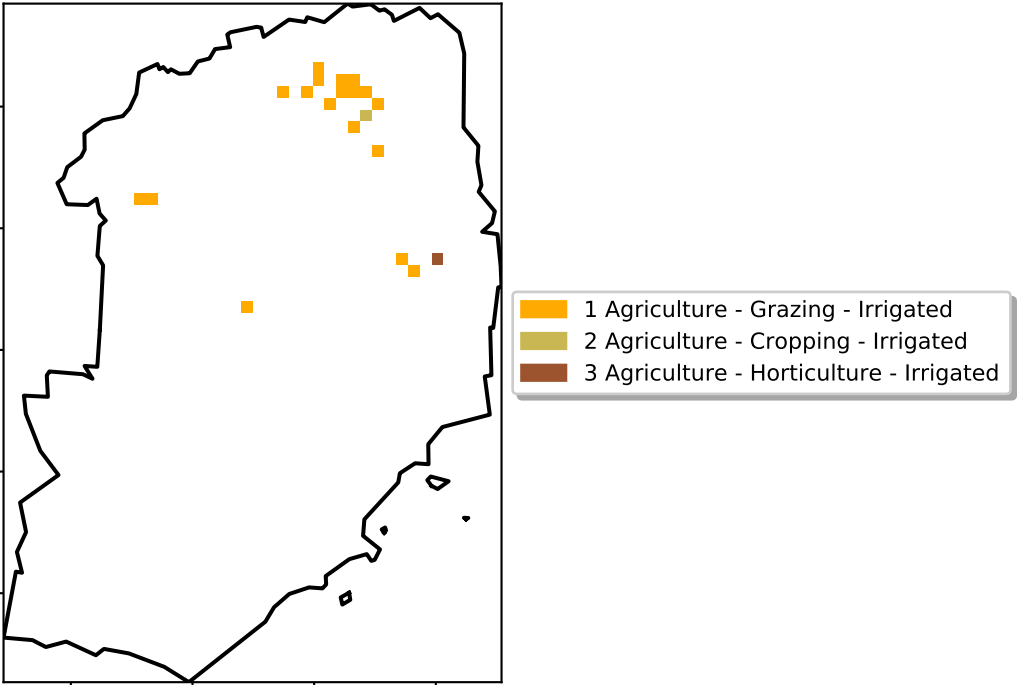 1 Agriculture - Grazing - Irrigated
2 Agriculture - Cropping - Irrigated
3 Agriculture - Horticulture - Irrigated